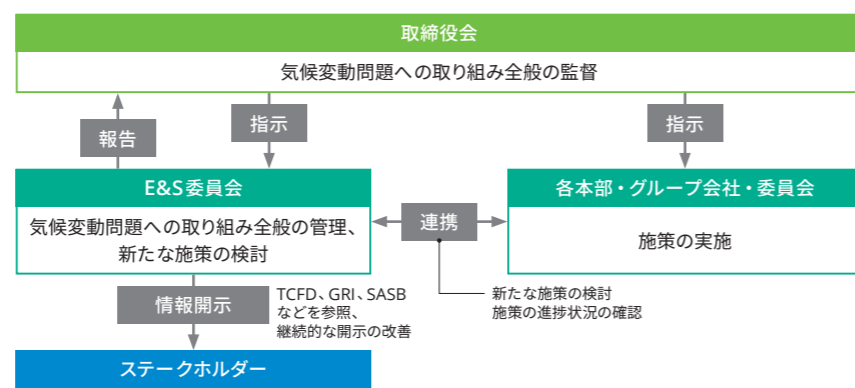 取締役会
気候変動問題への取り組み全般の監督
報告
指示
指示
E&S委員会
気候変動問題への取り組み全般の管理、
新たな施策の検討
連携
各本部・グループ会社・委員会
施策の実施
新たな施策の検討
施策の進捗状況の確認
情報開示
TCFD、GRI、SASB
などを参照、
継続的な開示の改善
ステークホルダー